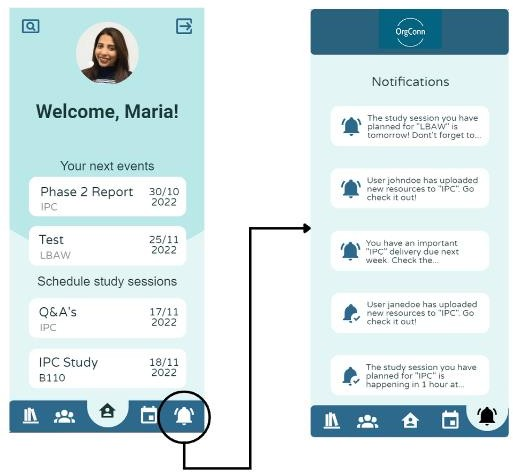 Welcome, Maria!
Your next events
Phase 2 Report 30/10
IPC 2022
Test 25/11
LBAW 2022
Schedule study sessions
Q&A's 17/11
IPC 2022
IPC Study 18/11
B110 2022
OrgConn
Notifications
The study session you have
planned for "LBAW" is
tomorrow! Dont't forget to...
User johndoe has uploaded
new resources to "IPC". Go
check it out!
You have an important
"IPC" delivery due next
week. Check the...
User janedoe has uploaded
new resources to "IPC". Go
check it out!
The study session you have
planned for "IPC" is
happening in 1 hour at...